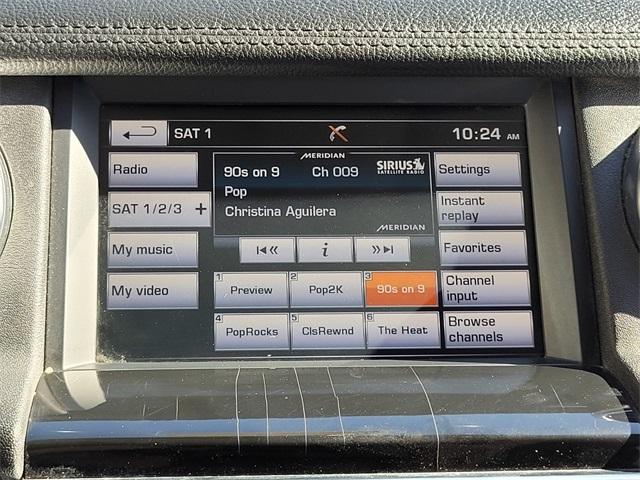 SAT 1
10:24 AM
Radio
SAT 1/2/3 +
My music
My video
MERIDIAN
90s on 9 Ch 009
SIRIUS
SATELLITE RADIO
Pop
Christina Aguilera
MERIDIAN
i
1 Preview
2 Pop2K
3 90s on 9
4 PopRocks
5 ClsRewnd
6 The Heat
Settings
Instant
replay
Favorites
Channel
input
Browse
channels